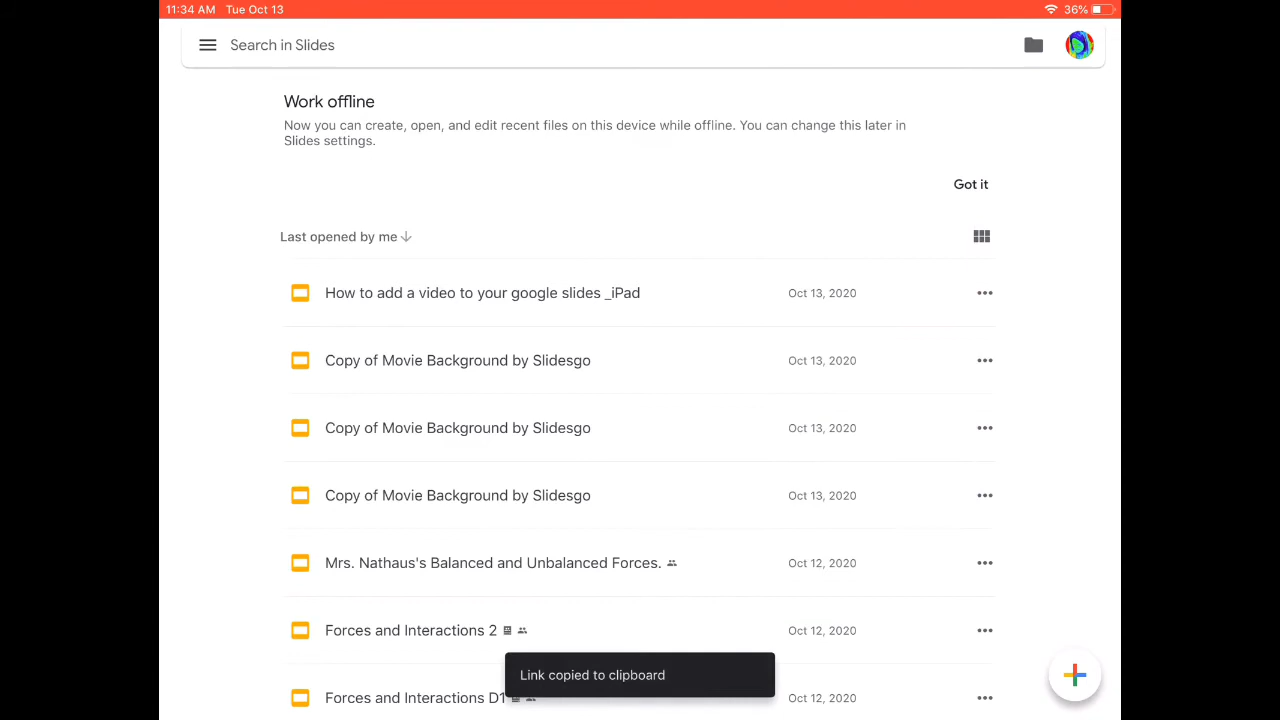 11:34 AM Tue Oct 13 36%
Search in Slides
Work offline
Now you can create, open, and edit recent files on this device while offline. You can change this later in
Slides settings.
Got it
Last opened by me
How to add a video to your google slides _iPad Oct 13, 2020
Copy of Movie Background by Slidesgo Oct 13, 2020
Copy of Movie Background by Slidesgo Oct 13, 2020
Copy of Movie Background by Slidesgo Oct 13, 2020
Mrs. Nathaus's Balanced and Unbalanced Forces. Oct 12, 2020
Forces and Interactions 2 Oct 12, 2020
Link copied to clipboard
Forces and Interactions D1 Oct 12, 2020